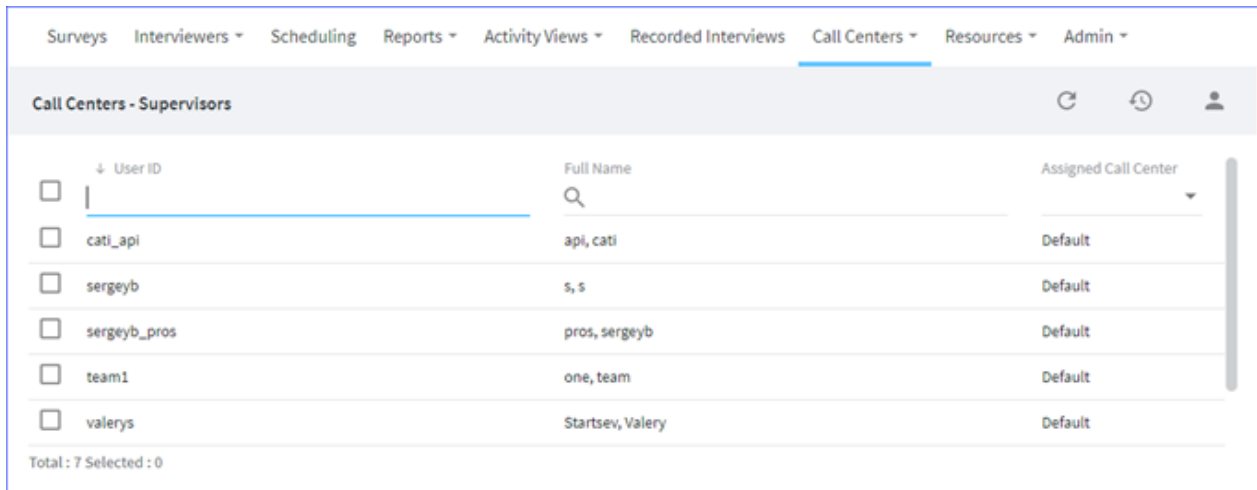 Surveys Interviewers Scheduling Reports Activity Views Recorded Interviews Call Centers Resources Admin
Call Centers - Supervisors
User ID Full Name Assigned Call Center
cati_api api, cati Default
sergeyb s, s Default
sergeyb_pros pros, sergeyb Default
team1 one, team Default
valerys Startsev, Valery Default
Total : 7 Selected : 0